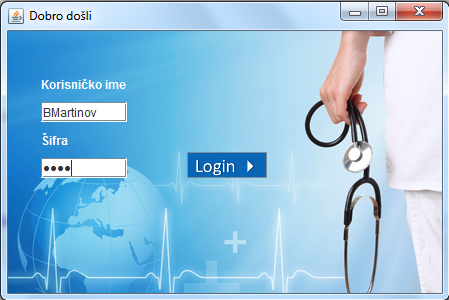 Dobro došli
Korisničko ime
BMartinov
Šifra
••••
Login